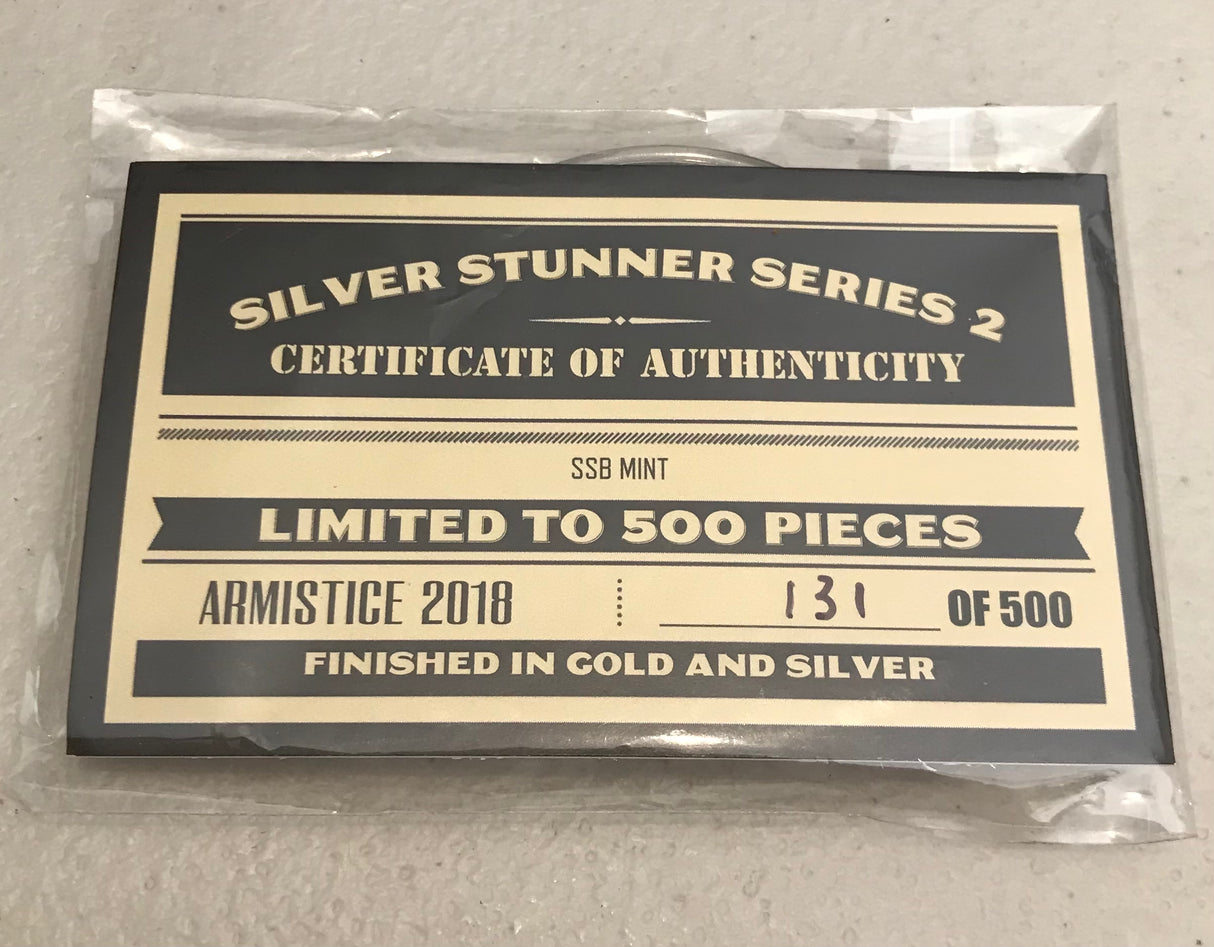 SILVER STUNNER SERIES 2
CERTIFICATE OF AUTHENTICITY
SSB MINT
LIMITED TO 500 PIECES
ARMISTICE 2018 131 OF 500
FINISHED IN GOLD AND SILVER